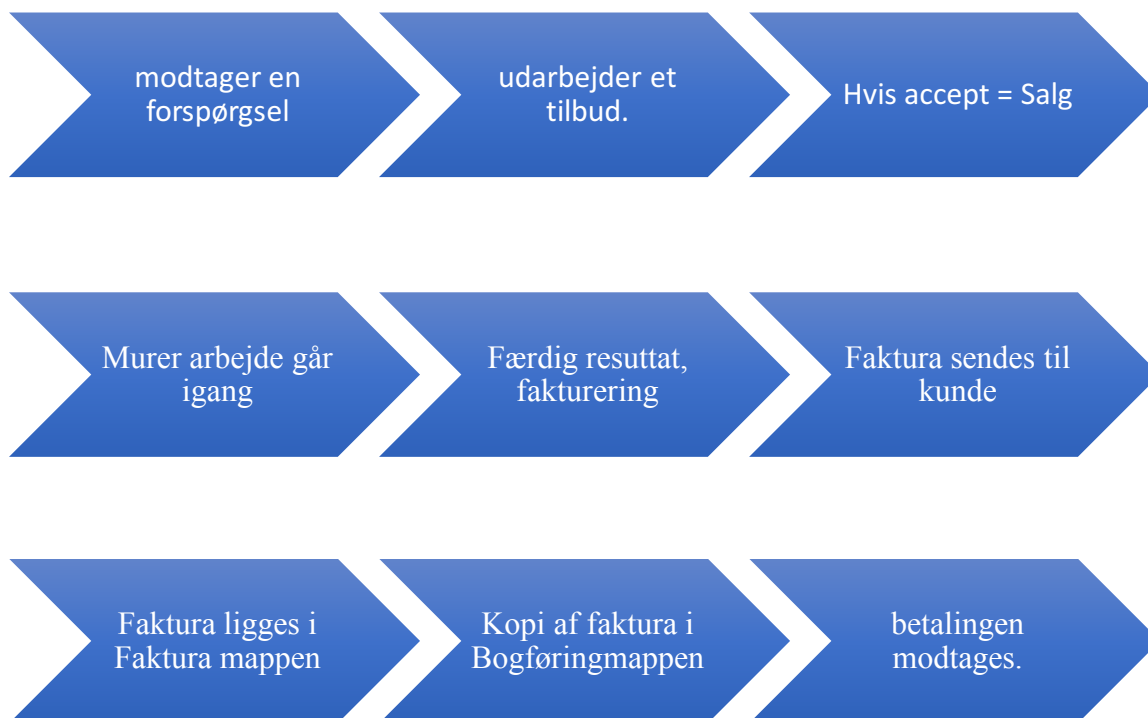 modtager en
forspørgsel
udarbejder et
tilbud.
Hvis accept = Salg
Murer arbejde går
igang
Færdig resuttat,
fakturering
Faktura sendes til
kunde
Faktura ligges i
Faktura mappen
Kopi af faktura i
Bogføringmappen
betalingen
modtages.